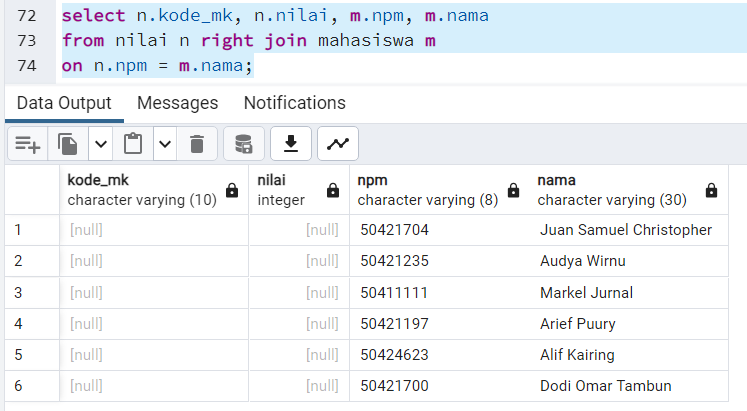 72 select n.kode_mk, n.nilai, m.npm, m.nama
73 from nilai n right join mahasiswa m
74 on n.npm = m.nama;
Data Output Messages Notifications
kode_mk nilai npm nama
character varying (10) integer character varying (8) character varying (30)
1 [null] [null] 50421704 Juan Samuel Christopher
2 [null] [null] 50421235 Audya Wirnu
3 [null] [null] 50411111 Markel Jurnal
4 [null] [null] 50421197 Arief Puury
5 [null] [null] 50424623 Alif Kairing
6 [null] [null] 50421700 Dodi Omar Tambun